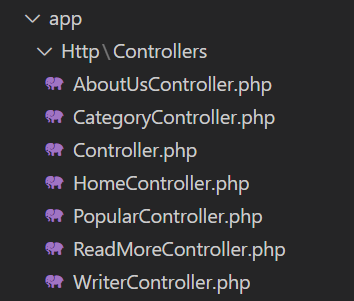 app
Http\Controllers
AboutUsController.php
CategoryController.php
Controller.php
HomeController.php
PopularController.php
ReadMoreController.php
WriterController.php